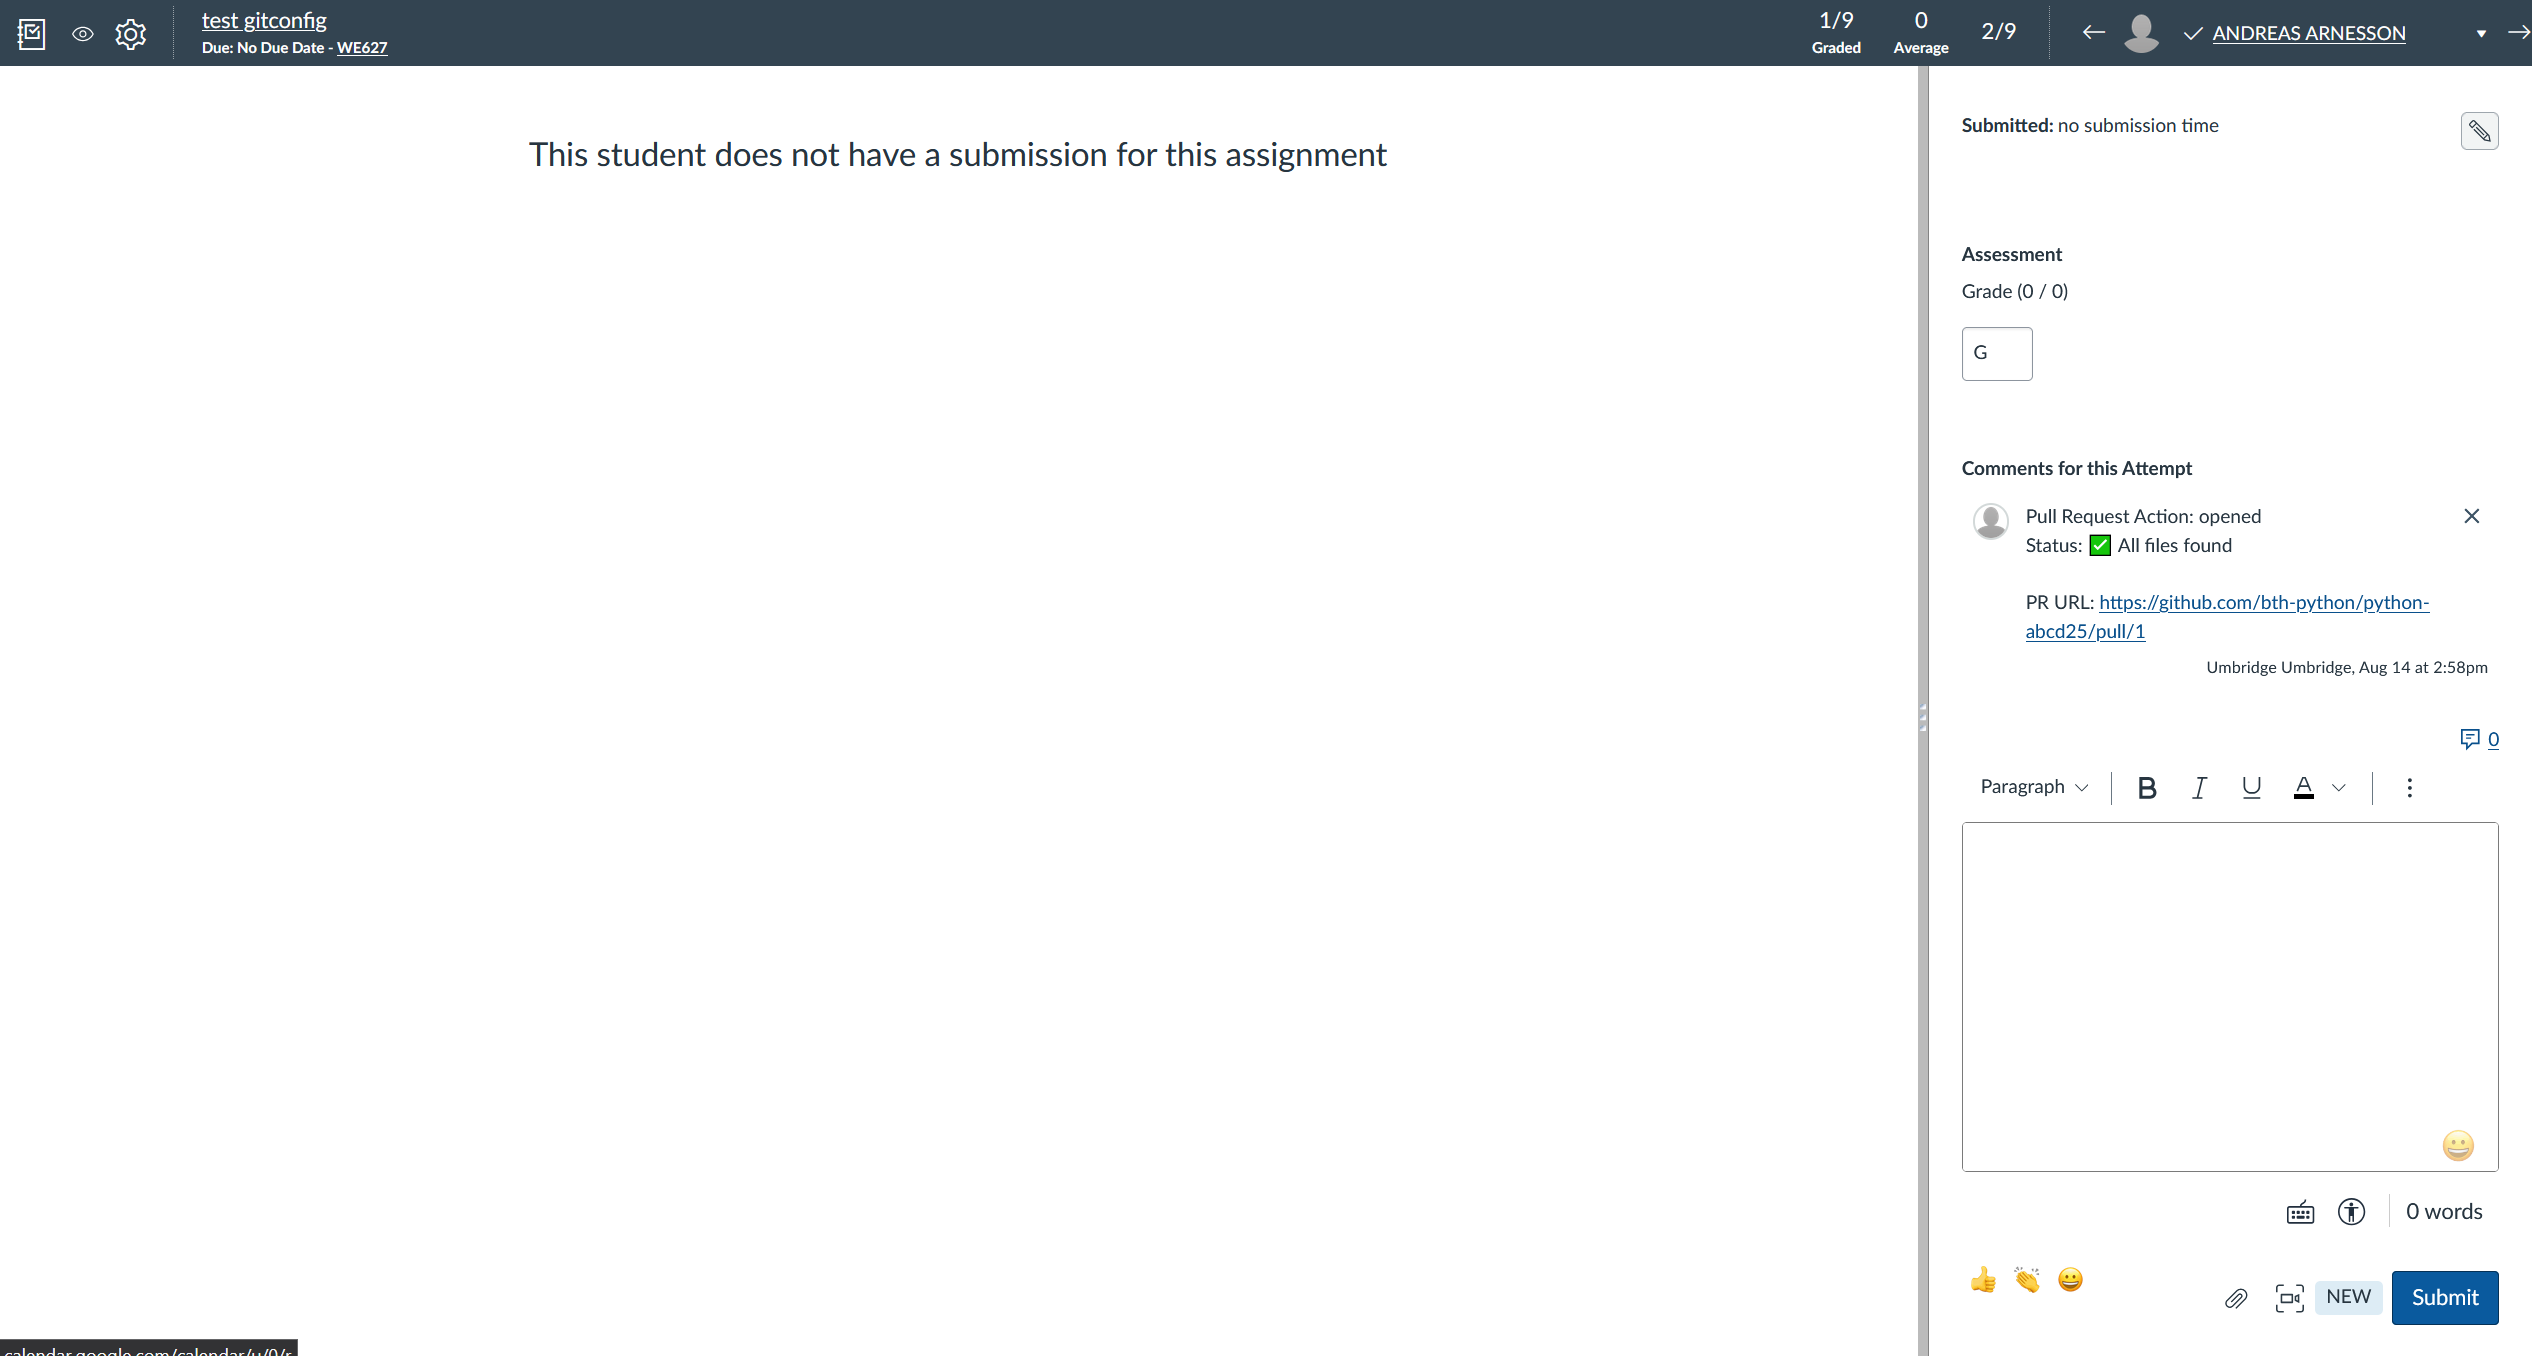 test gitconfig
Due: No Due Date - WE627
1/9
Graded
0
Average
2/9
ANDREAS ARNESSON
This student does not have a submission for this assignment
Submitted: no submission time
Assessment
Grade (0 / 0)
G
Comments for this Attempt
Pull Request Action: opened
Status: ✅ All files found
PR URL: https://github.com/bth-python/python-
abcd25/pull/1
Umbridge Umbridge, Aug 14 at 2:58pm
0
Paragraph
B I U A
0 words
NEW
Submit
calendar.google.com/calendar/u/0/r